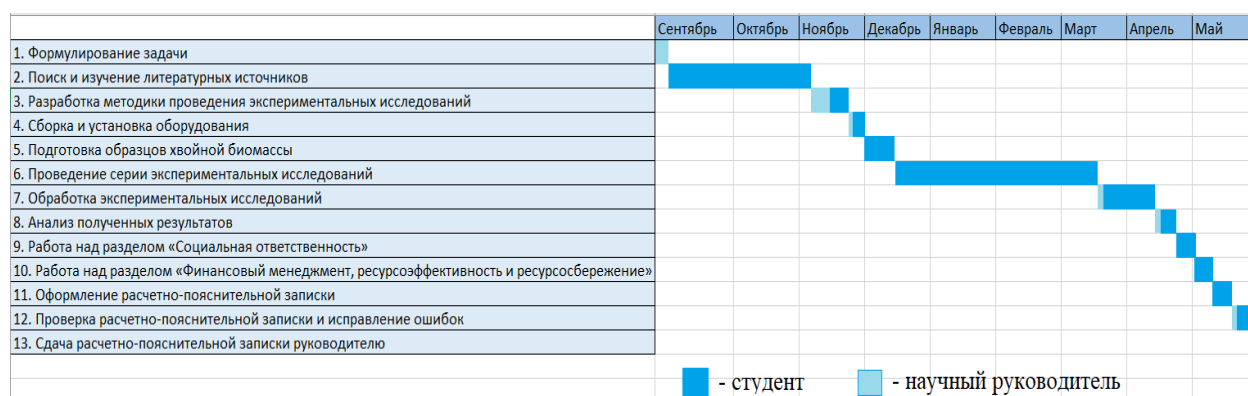 Сентябрь Октябрь Ноябрь Декабрь Январь Февраль Март Апрель Май
1. Формулирование задачи
2. Поиск и изучение литературных источников
3. Разработка методики проведения экспериментальных исследований
4. Сборка и установка оборудования
5. Подготовка образцов хвойной биомассы
6. Проведение серии экспериментальных исследований
7. Обработка экспериментальных исследований
8. Анализ полученных результатов
9. Работа над разделом «Социальная ответственность»
10. Работа над разделом «Финансовый менеджмент, ресурсоэффективность и ресурсосбережение»
11. Оформление расчетно-пояснительной записки
12. Проверка расчетно-пояснительной записки и исправление ошибок
13. Сдача расчетно-пояснительной записки руководителю
- студент - научный руководитель